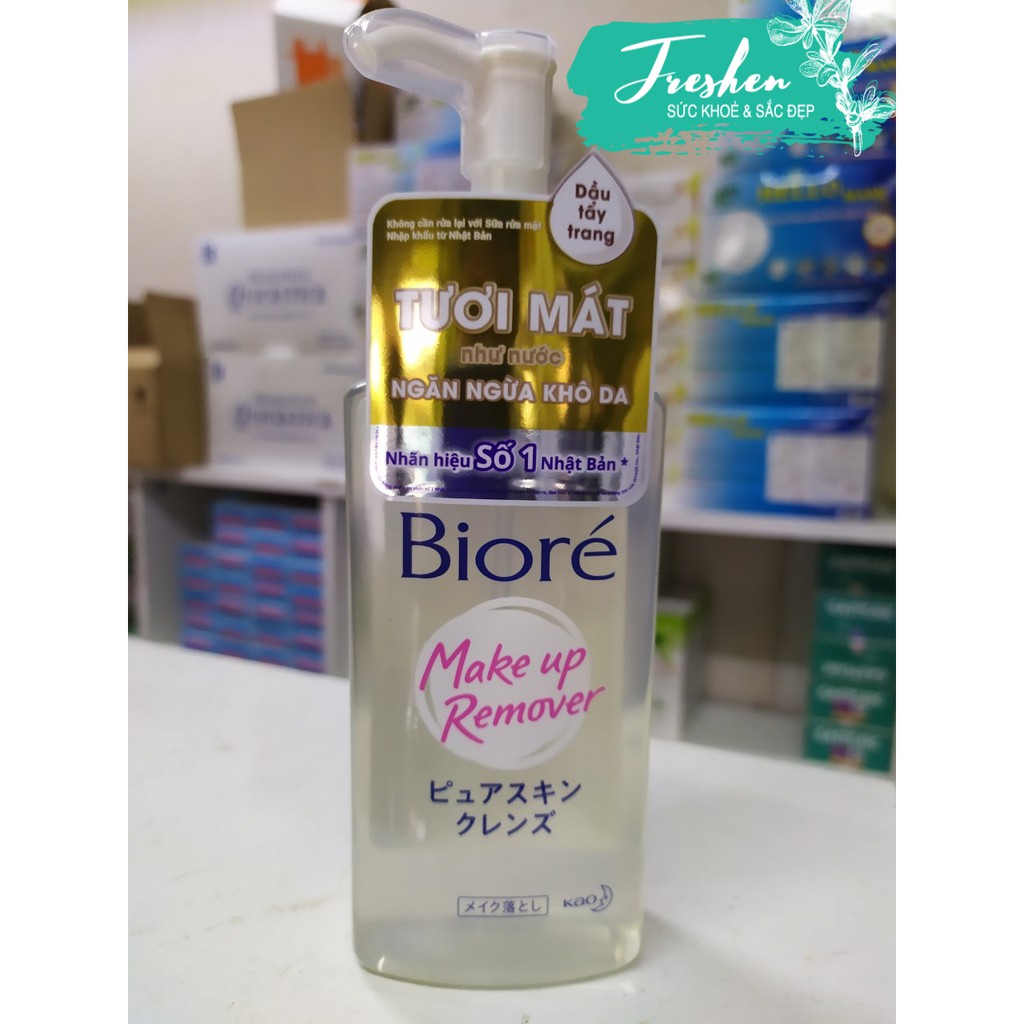 Freshen
SỨC KHOẺ & SẮC ĐẸP
Dầu
tẩy
trang
Không cần rửa lại với Sữa rửa mặt
Nhập khẩu từ Nhật Bản
TƯƠI MÁT
như nước
NGĂN NGỪA KHÔ DA
Nhãn hiệu Số 1 Nhật Bản *
Bioré
Make up
Remover
ピュアスキン
クレンズ
メイク落とし
Kao